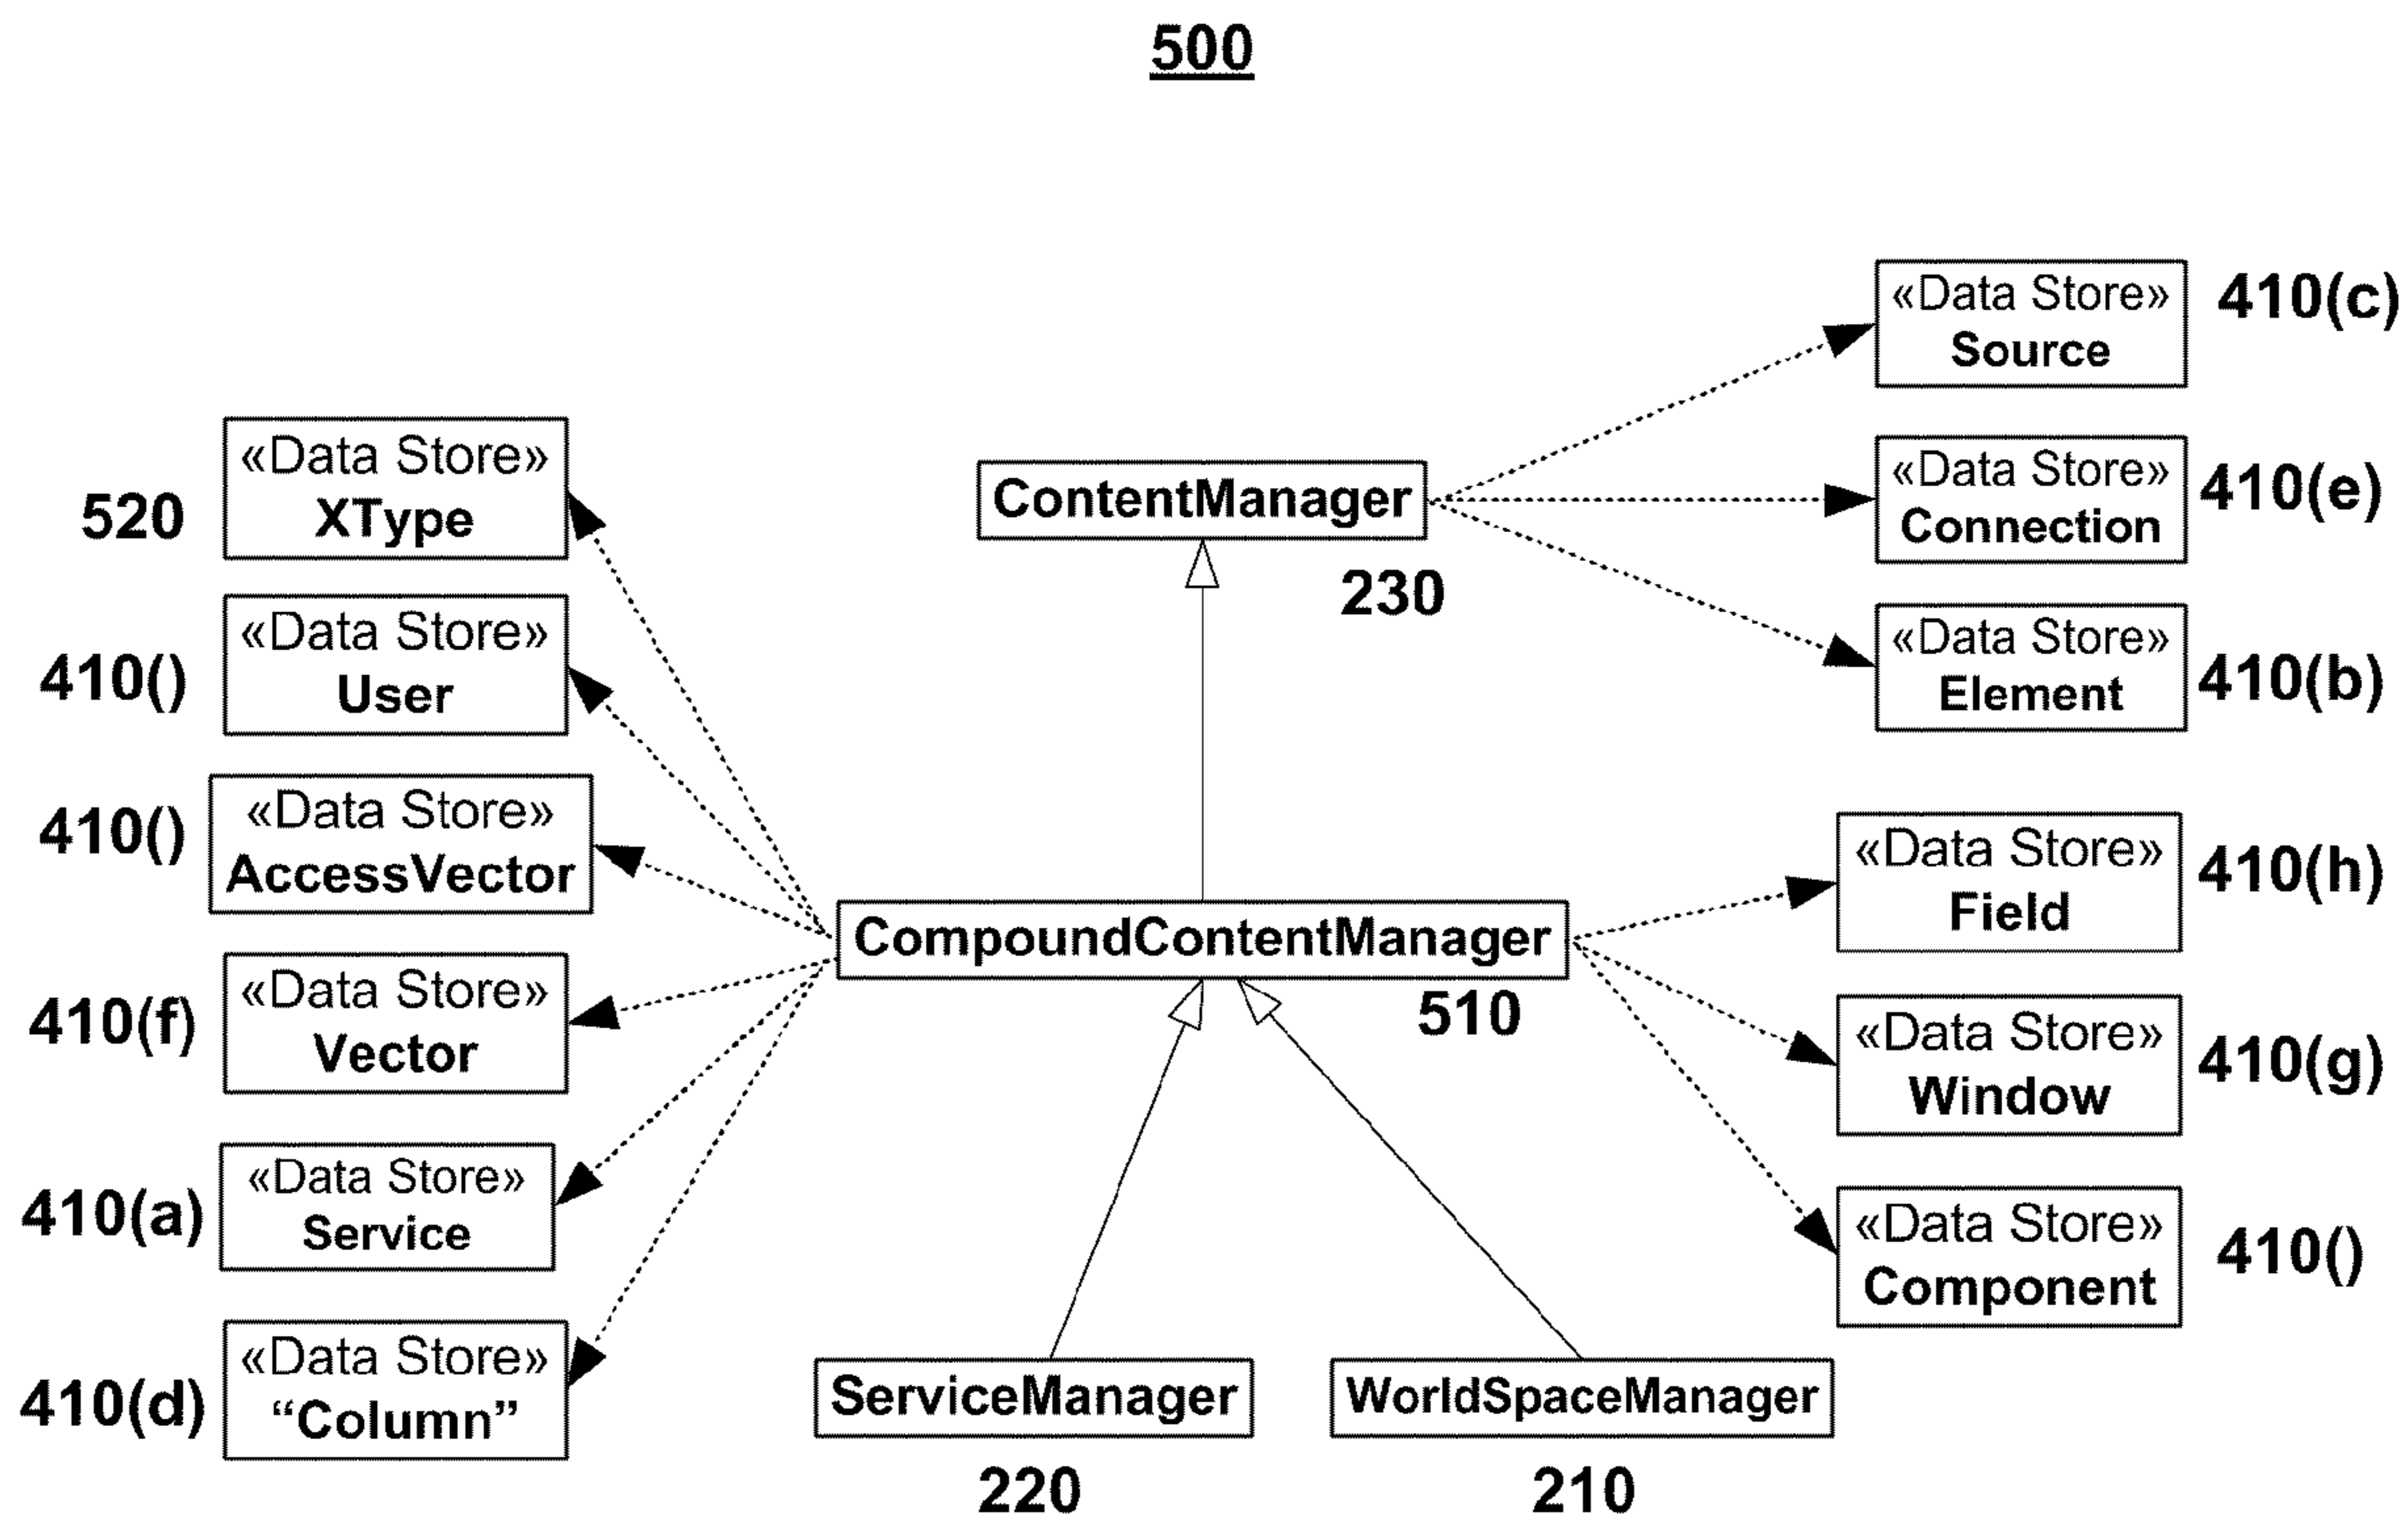 500
«Data Store»
Source
410(c)
«Data Store»
XType
520
ContentManager
230
«Data Store»
Connection
410(e)
«Data Store»
User
410()
«Data Store»
Element
410(b)
«Data Store»
AccessVector
410()
«Data Store»
Field
410(h)
CompoundContentManager
510
«Data Store»
Vector
410(f)
«Data Store»
Window
410(g)
«Data Store»
Service
410(a)
«Data Store»
Component
410()
«Data Store»
“Column”
410(d)
ServiceManager
220
WorldSpaceManager
210